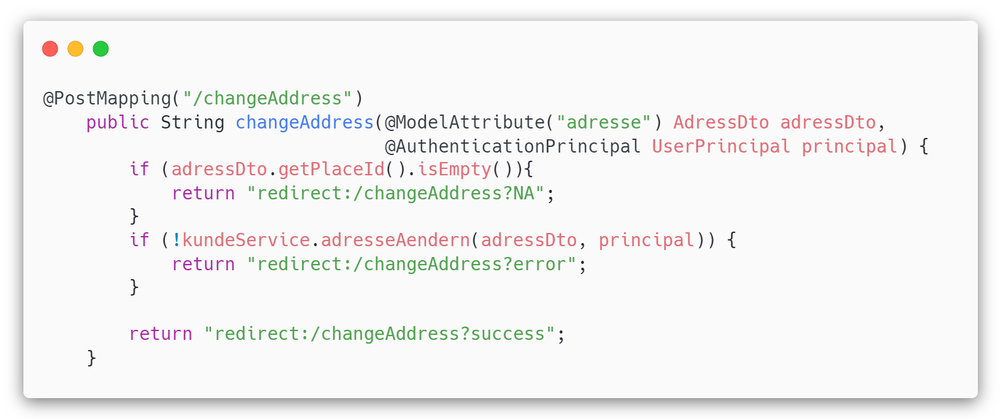 @PostMapping("/changeAddress")
    public String changeAddress(@ModelAttribute("adresse") AdressDto adressDto,
                                @AuthenticationPrincipal UserPrincipal principal) {
        if (adressDto.getPlaceId().isEmpty()){
            return "redirect:/changeAddress?NA";
        }
        if (!kundeService.adresseAendern(adressDto, principal)) {
            return "redirect:/changeAddress?error";
        }

        return "redirect:/changeAddress?success";
    }